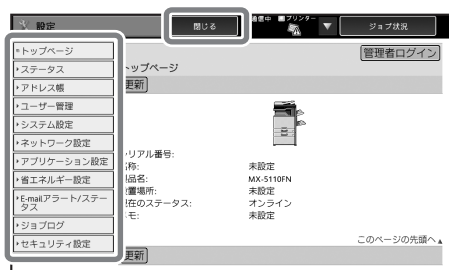 設定
閉じる
通信中
プリンター
ジョブ状況
トップページ
ステータス
アドレス帳
ユーザー管理
システム設定
ネットワーク設定
アプリケーション設定
省エネルギー設定
E-mailアラート/ステー
タス
ジョブログ
セキュリティ設定
管理者ログイン
トップページ
更新
リアル番号:
称: 未設定
品名: MX-5110FN
置場所: 未設定
在のステータス: オンライン
モ: 未設定
このページの先頭へ▲
更新